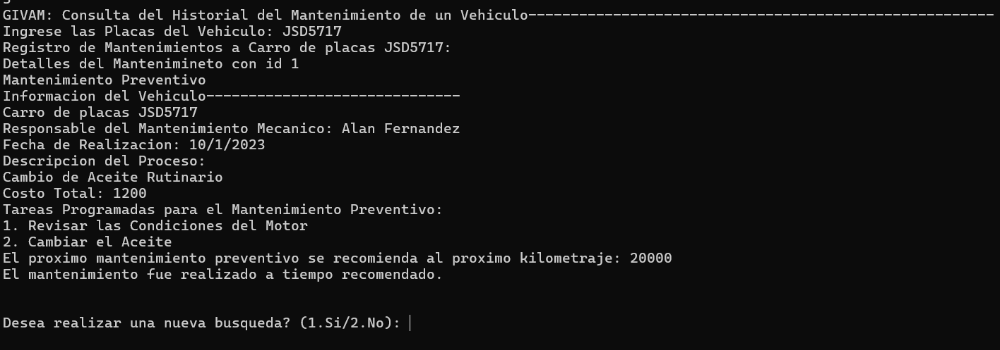 GIVAM: Consulta del Historial del Mantenimiento de un Vehiculo-------------------------------------------------------
Ingrese las Placas del Vehiculo: JSD5717
Registro de Mantenimientos a Carro de placas JSD5717:
Detalles del Mantenimineto con id 1
Mantenimiento Preventivo
Informacion del Vehiculo------------------------------
Carro de placas JSD5717
Responsable del Mantenimiento Mecanico: Alan Fernandez
Fecha de Realizacion: 10/1/2023
Descripcion del Proceso:
Cambio de Aceite Rutinario
Costo Total: 1200
Tareas Programadas para el Mantenimiento Preventivo:
1. Revisar las Condiciones del Motor
2. Cambiar el Aceite
El proximo mantenimiento preventivo se recomienda al proximo kilometraje: 20000
El mantenimiento fue realizado a tiempo recomendado.
Desea realizar una nueva busqueda? (1.Si/2.No):